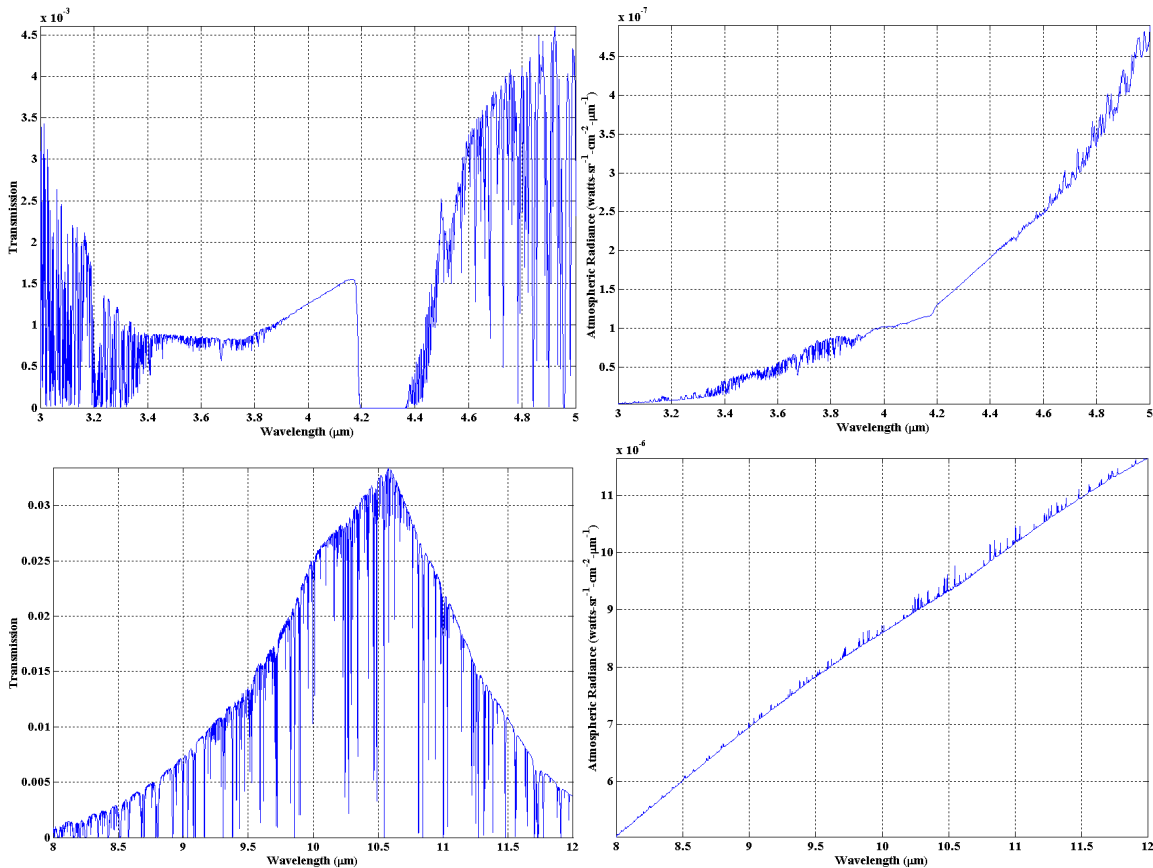 x 10^-3
4.5
4
3.5
3
2.5
2
1.5
1
0.5
0
Transmission
3 3.2 3.4 3.6 3.8 4 4.2 4.4 4.6 4.8 5
Wavelength (μm)
x 10^-7
4.5
4
3.5
3
2.5
2
1.5
1
0.5
Atmospheric Radiance (watts-sr^-1-cm^-2-μm^-1)
3 3.2 3.4 3.6 3.8 4 4.2 4.4 4.6 4.8 5
Wavelength (μm)
0.03
0.025
0.02
0.015
0.01
0.005
0
Transmission
8 8.5 9 9.5 10 10.5 11 11.5 12
Wavelength (μm)
x 10^-6
11
10
9
8
7
6
5
Atmospheric Radiance (watts-sr^-1-cm^-2-μm^-1)
8 8.5 9 9.5 10 10.5 11 11.5 12
Wavelength (μm)